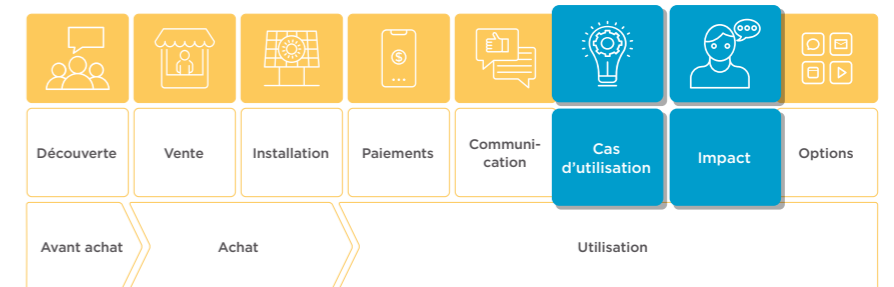 Découverte
Vente
Installation
Paiements
Communi-
cation
Cas
d'utilisation
Impact
Options
Avant achat
Achat
Utilisation